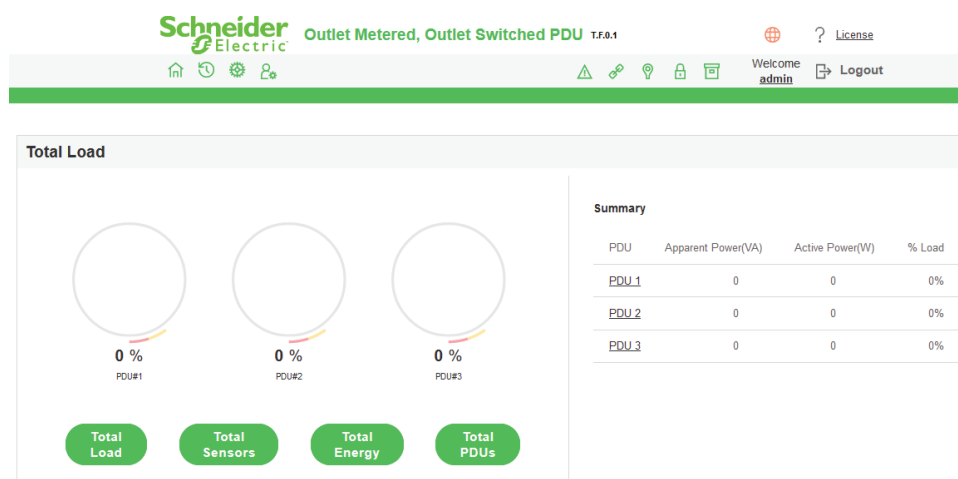 Schneider
Electric
Outlet Metered, Outlet Switched PDU T.F.0.1
? License
Welcome
admin
Logout
Total Load
0 %
PDU#1
0 %
PDU#2
0 %
PDU#3
Total
Load
Total
Sensors
Total
Energy
Total
PDUs
Summary
PDU Apparent Power(VA) Active Power(W) % Load
PDU 1 0 0 0%
PDU 2 0 0 0%
PDU 3 0 0 0%